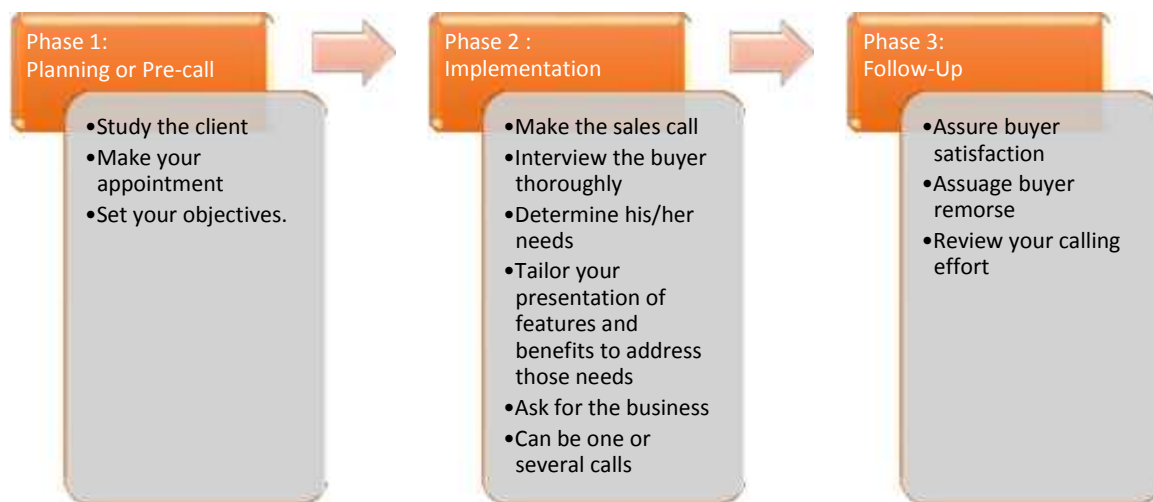 Phase 1:
Planning or Pre-call
•Study the client
•Make your
appointment
•Set your objectives.
Phase 2 :
Implementation
•Make the sales call
•Interview the buyer
thoroughly
•Determine his/her
needs
•Tailor your
presentation of
features and
benefits to address
those needs
•Ask for the business
•Can be one or
several calls
Phase 3:
Follow-Up
•Assure buyer
satisfaction
•Assuage buyer
remorse
•Review your calling
effort